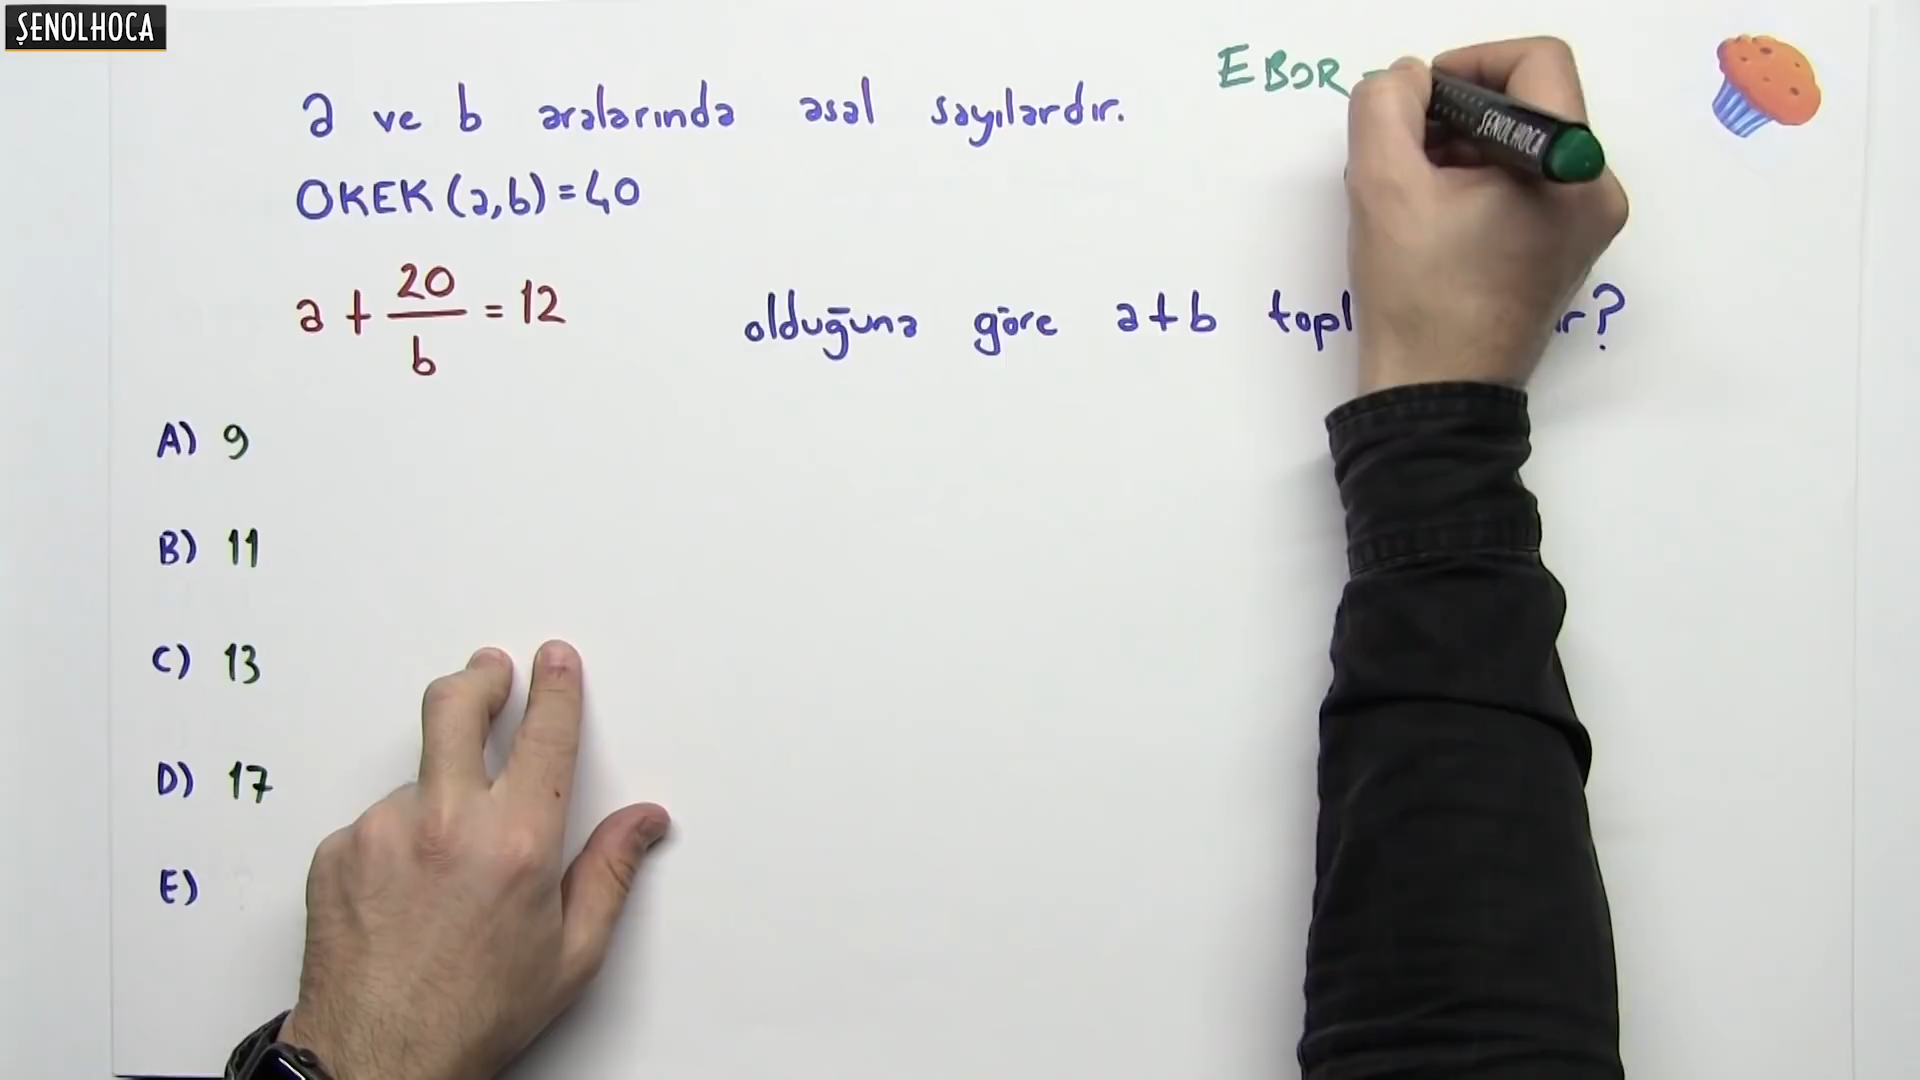 ŞENOLHOCA
EBOR
a ve b aralarında asal sayılardır.
ŞENOLHOCA
OKEK (a,b) = 40
a + 20/b = 12 olduğuna göre a+b topl ?
A) 9
B) 11
C) 13
D) 17
E)